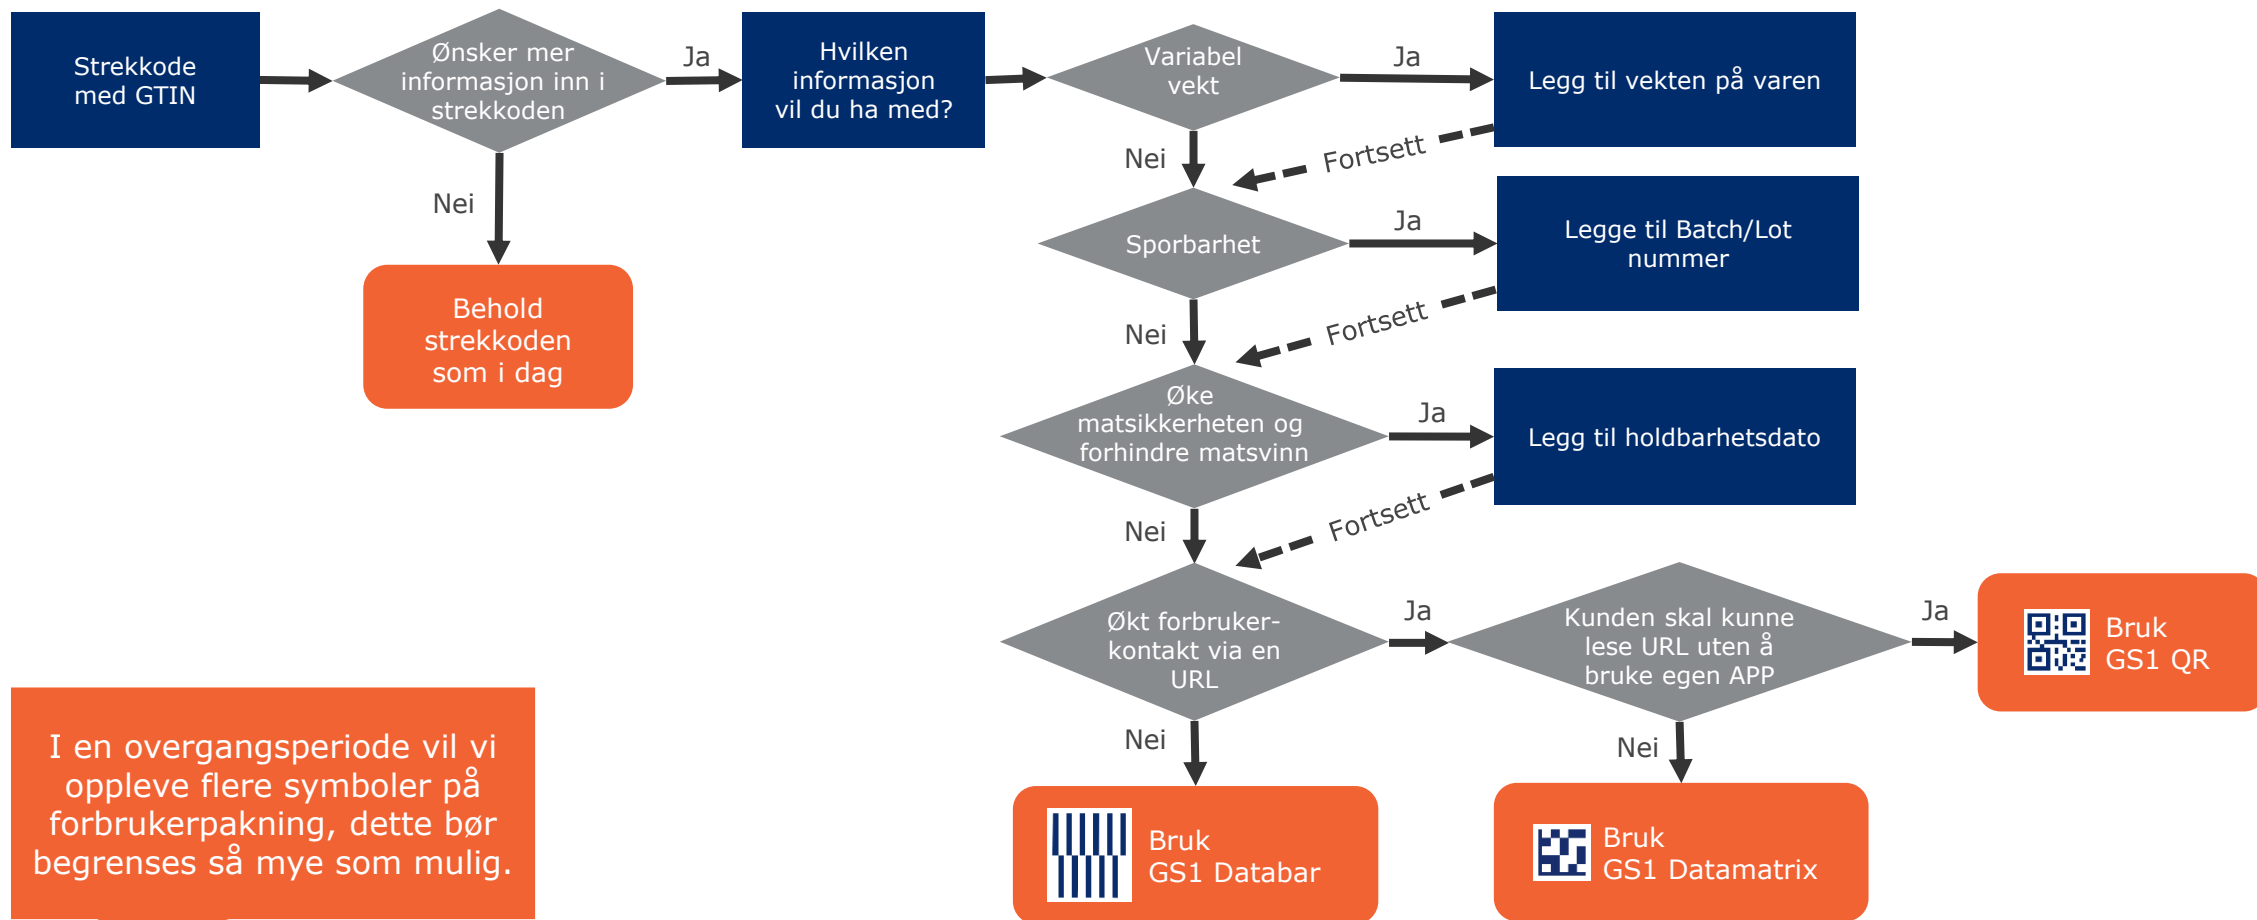 Strekkode
med GTIN
Ønsker mer
informasjon inn i
strekkoden
Ja
Hvilken
informasjon
vil du ha med?
Variabel
vekt
Ja
Legg til vekten på varen
Nei
Fortsett
Nei
Behold
strekkoden
som i dag
Sporbarhet
Ja
Legge til Batch/Lot
nummer
Nei
Fortsett
Øke
matsikkerheten og
forhindre matsvinn
Ja
Legg til holdbarhetsdato
Nei
Fortsett
Økt forbruker-
kontakt via en
URL
Ja
Kunden skal kunne
lese URL uten å
bruke egen APP
Ja
Bruk
GS1 QR
Nei
Nei
Bruk
GS1 Databar
Bruk
GS1 Datamatrix
I en overgangsperiode vil vi
oppleve flere symboler på
forbrukerpakning, dette bør
begrenses så mye som mulig.